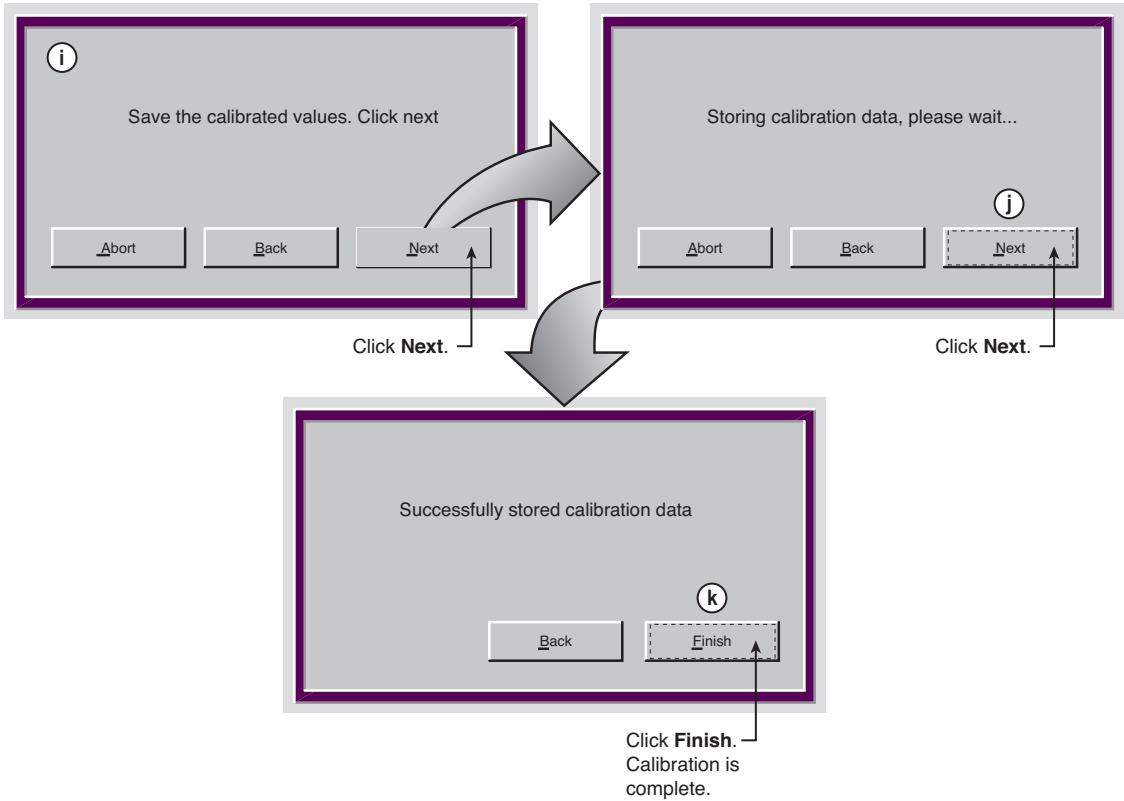 i
Save the calibrated values. Click next
Abort
Back
Next
Click Next.
Storing calibration data, please wait...
j
Abort
Back
Next
Click Next.
Successfully stored calibration data
k
Back
Finish
Click Finish.
Calibration is
complete.